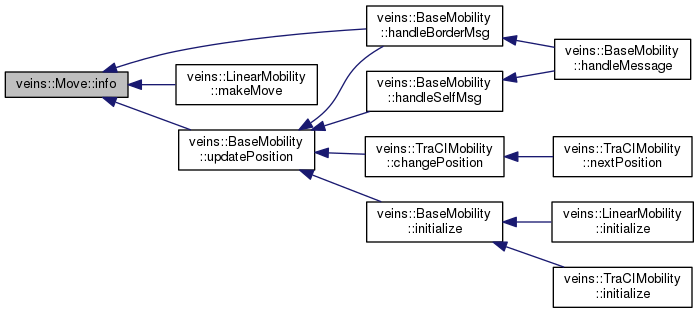 veins::Move::info
veins::LinearMobility
::makeMove
veins::BaseMobility
::updatePosition
veins::BaseMobility
::handleBorderMsg
veins::BaseMobility
::handleSelfMsg
veins::TraCIMobility
::changePosition
veins::BaseMobility
::initialize
veins::BaseMobility
::handleMessage
veins::TraCIMobility
::nextPosition
veins::LinearMobility
::initialize
veins::TraCIMobility
::initialize